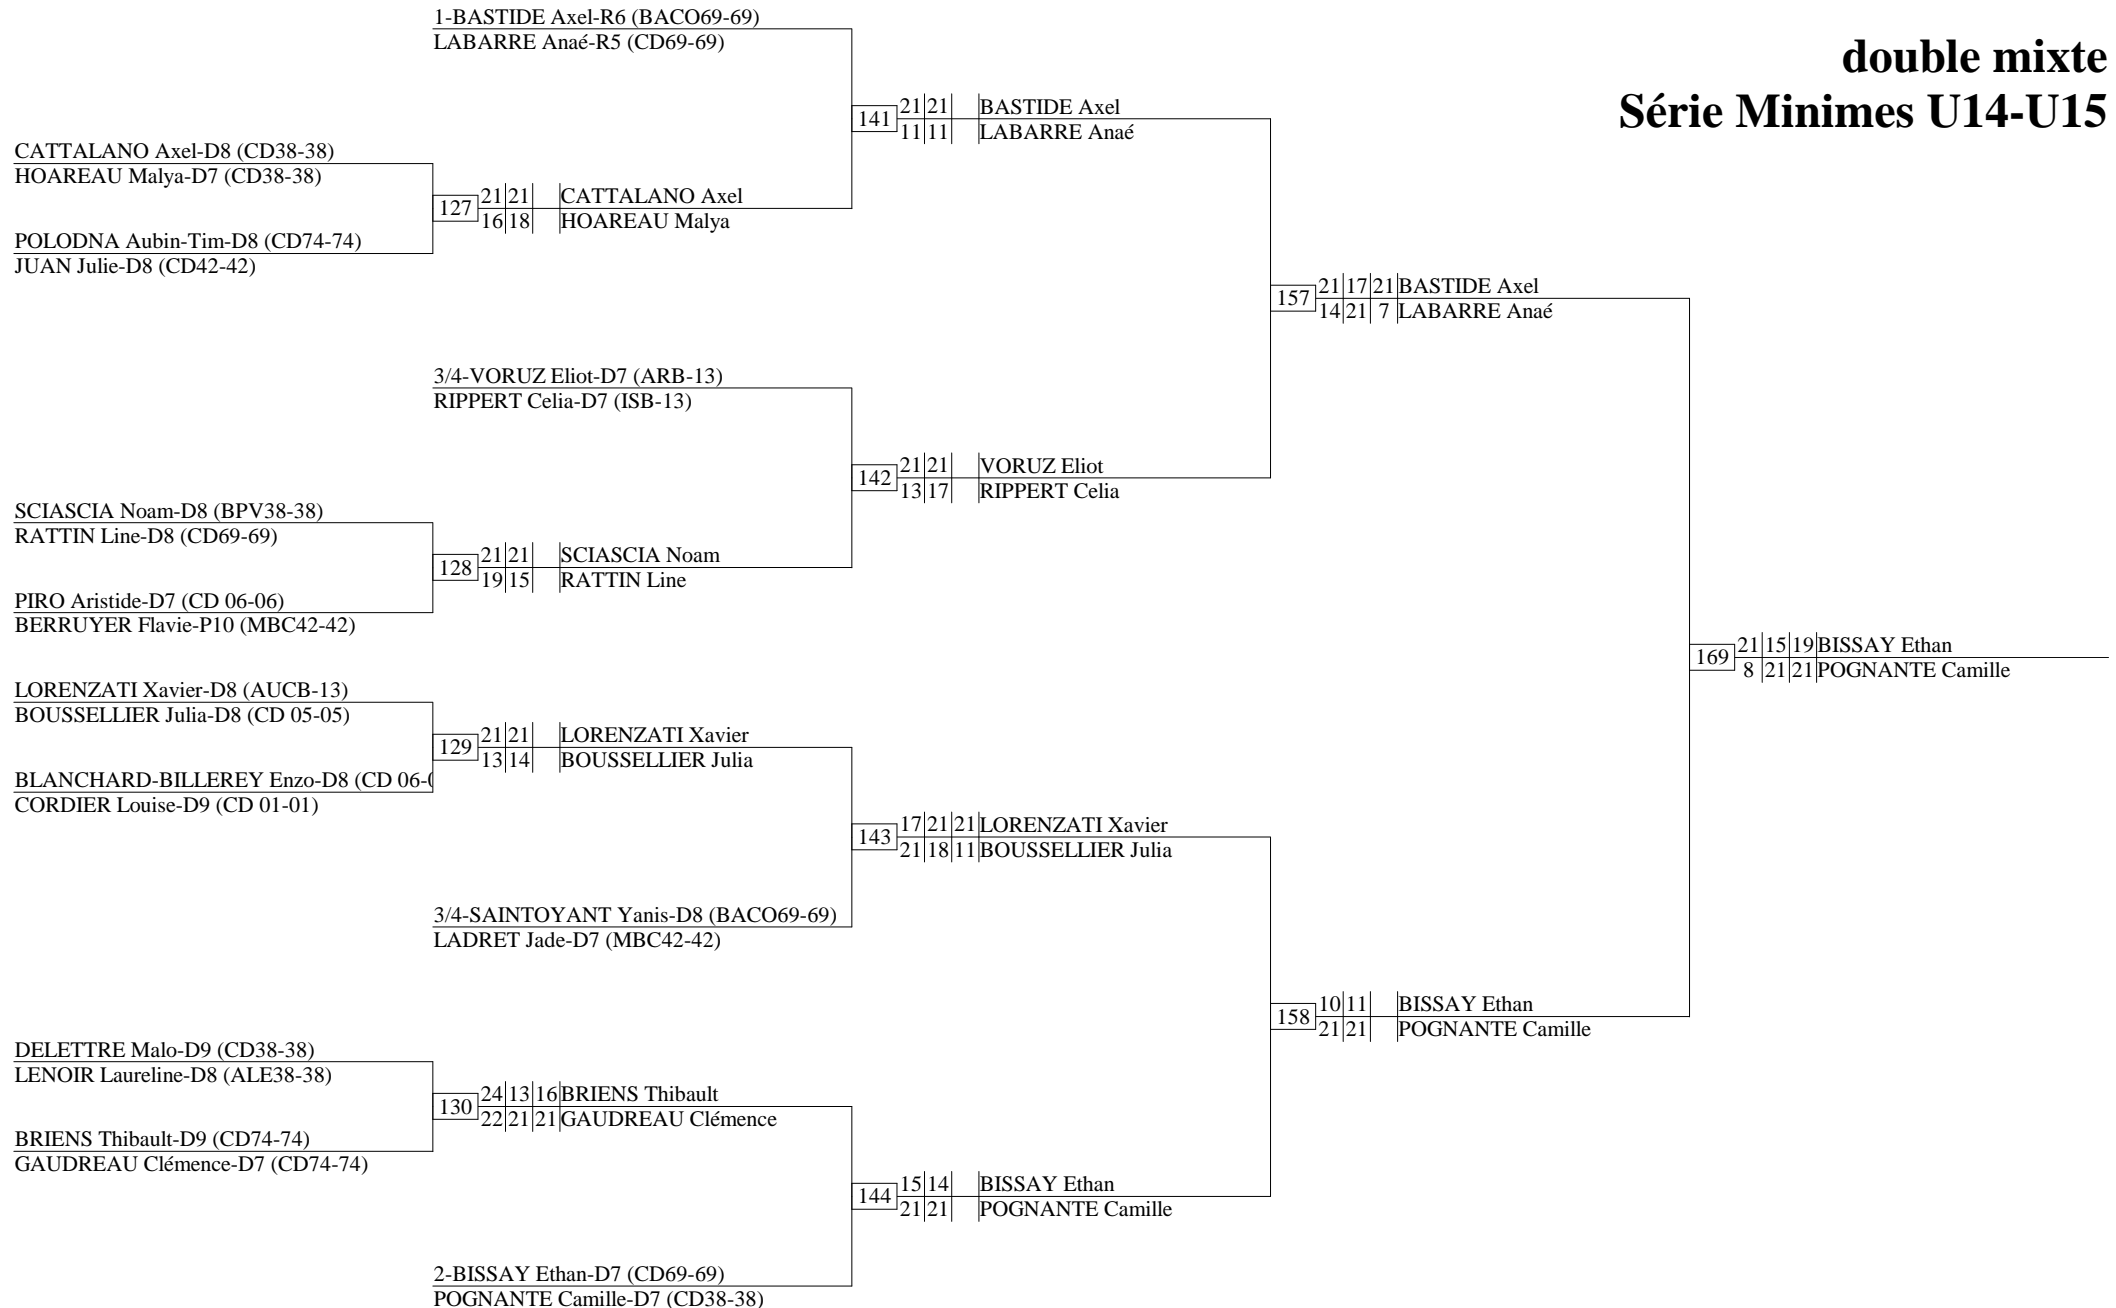 double mixte
Série Minimes U14-U15
1-BASTIDE Axel-R6 (BACO69-69)
LABARRE Anaé-R5 (CD69-69)
141
21 21
11 11
BASTIDE Axel
LABARRE Anaé
CATTALANO Axel-D8 (CD38-38)
HOAREAU Malya-D7 (CD38-38)
127
21 21
16 18
CATTALANO Axel
HOAREAU Malya
POLODNA Aubin-Tim-D8 (CD74-74)
JUAN Julie-D8 (CD42-42)
157
21 17 21
14 21 7
BASTIDE Axel
LABARRE Anaé
3/4-VORUZ Eliot-D7 (ARB-13)
RIPPERT Celia-D7 (ISB-13)
142
21 21
13 17
VORUZ Eliot
RIPPERT Celia
SCIASCIA Noam-D8 (BPV38-38)
RATTIN Line-D8 (CD69-69)
128
21 21
19 15
SCIASCIA Noam
RATTIN Line
PIRO Aristide-D7 (CD 06-06)
BERRUYER Flavie-P10 (MBC42-42)
169
21 15 19
8 21 21
BISSAY Ethan
POGNANTE Camille
LORENZATI Xavier-D8 (AUCB-13)
BOUSSELLIER Julia-D8 (CD 05-05)
129
21 21
13 14
LORENZATI Xavier
BOUSSELLIER Julia
BLANCHARD-BILLEREY Enzo-D8 (CD 06-
CORDIER Louise-D9 (CD 01-01)
143
17 21 21
21 18 11
LORENZATI Xavier
BOUSSELLIER Julia
3/4-SAINTOYANT Yanis-D8 (BACO69-69)
LADRET Jade-D7 (MBC42-42)
158
10 11
21 21
BISSAY Ethan
POGNANTE Camille
DELETTRE Malo-D9 (CD38-38)
LENOIR Laureline-D8 (ALE38-38)
130
24 13 16
22 21 21
BRIENS Thibault
GAUDREAU Clémence
BRIENS Thibault-D9 (CD74-74)
GAUDREAU Clémence-D7 (CD74-74)
144
15 14
21 21
BISSAY Ethan
POGNANTE Camille
2-BISSAY Ethan-D7 (CD69-69)
POGNANTE Camille-D7 (CD38-38)